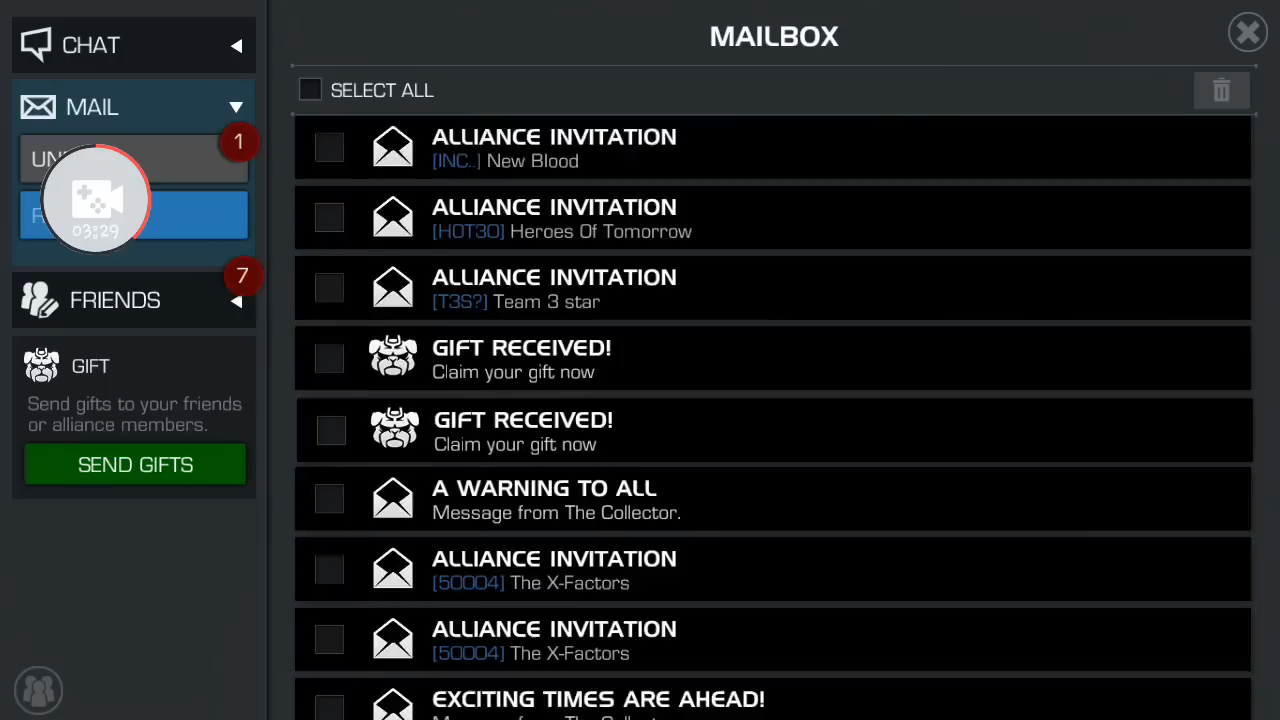 CHAT
MAIL
1
03:29
7
FRIENDS
GIFT
Send gifts to your friends
or alliance members.
SEND GIFTS
MAILBOX
SELECT ALL
ALLIANCE INVITATION
[INC..] New Blood
ALLIANCE INVITATION
[H0T30] Heroes Of Tomorrow
ALLIANCE INVITATION
[T3S?] Team 3 star
GIFT RECEIVED!
Claim your gift now
GIFT RECEIVED!
Claim your gift now
A WARNING TO ALL
Message from The Collector.
ALLIANCE INVITATION
[50004] The X-Factors
ALLIANCE INVITATION
[50004] The X-Factors
EXCITING TIMES ARE AHEAD!